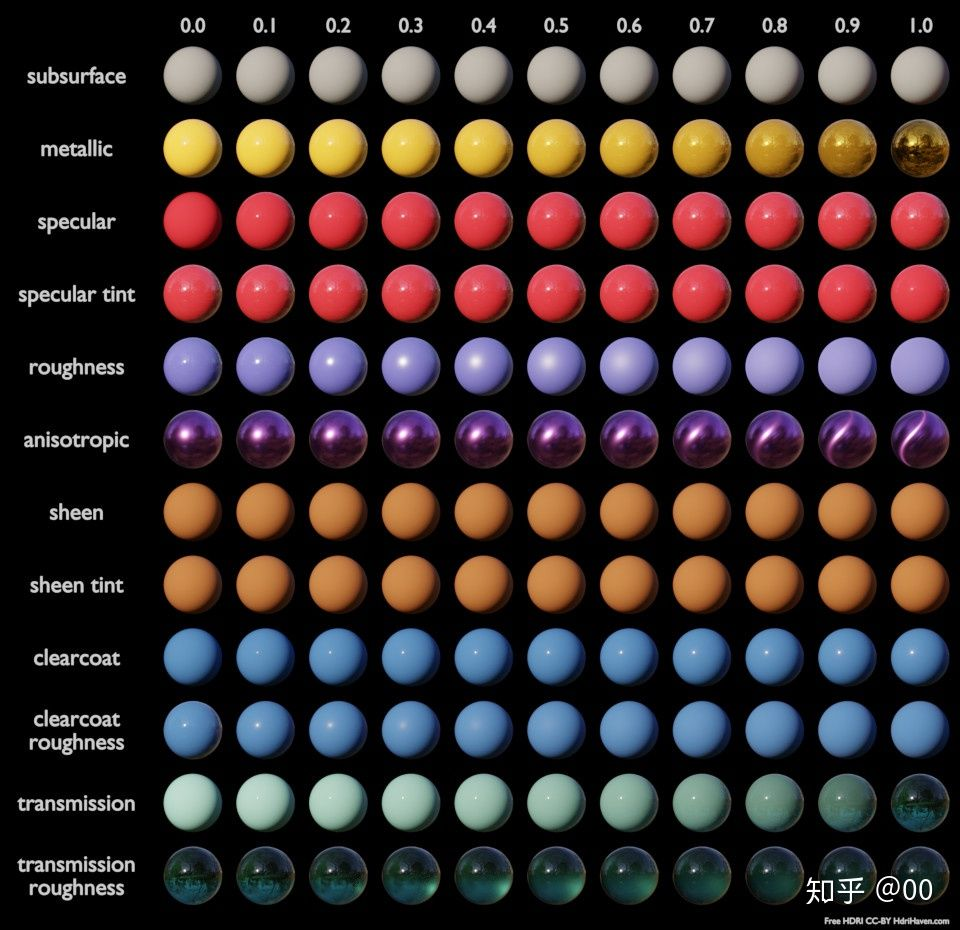 0.0 0.1 0.2 0.3 0.4 0.5 0.6 0.7 0.8 0.9 1.0
subsurface
metallic
specular
specular tint
roughness
anisotropic
sheen
sheen tint
clearcoat
clearcoat
roughness
transmission
transmission
roughness
知乎 @00
Free HDRI CC-BY HdriHaven.com